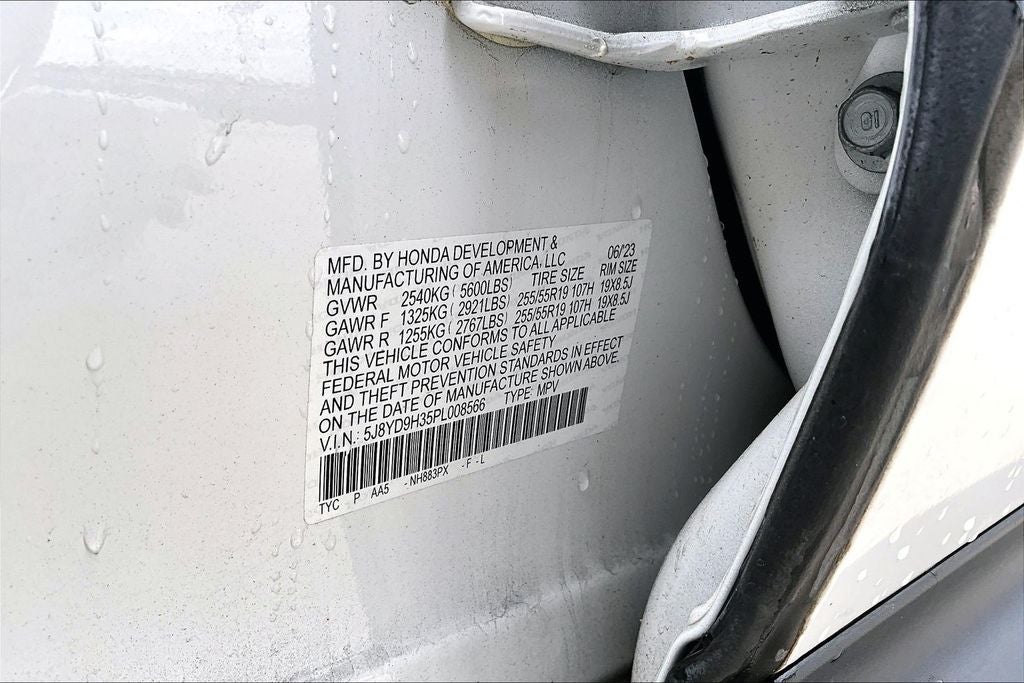 MFD. BY HONDA DEVELOPMENT & 06/'23
MANUFACTURING OF AMERICA, LLC
GVWR 2540KG ( 5600LBS) TIRE SIZE RIM SIZE
GAWR F 1325KG ( 2921LBS) 255/55R19 107H 19X8.5J
GAWR R 1255KG ( 2767LBS) 255/55R19 107H 19X8.5J
THIS VEHICLE CONFORMS TO ALL APPLICABLE
FEDERAL MOTOR VEHICLE SAFETY
AND THEFT PREVENTION STANDARDS IN EFFECT
ON THE DATE OF MANUFACTURE SHOWN ABOVE.
V.I.N.: 5J8YD9H35PL008566 TYPE: MPV
TYC P AA5 -NH883PX -F -L